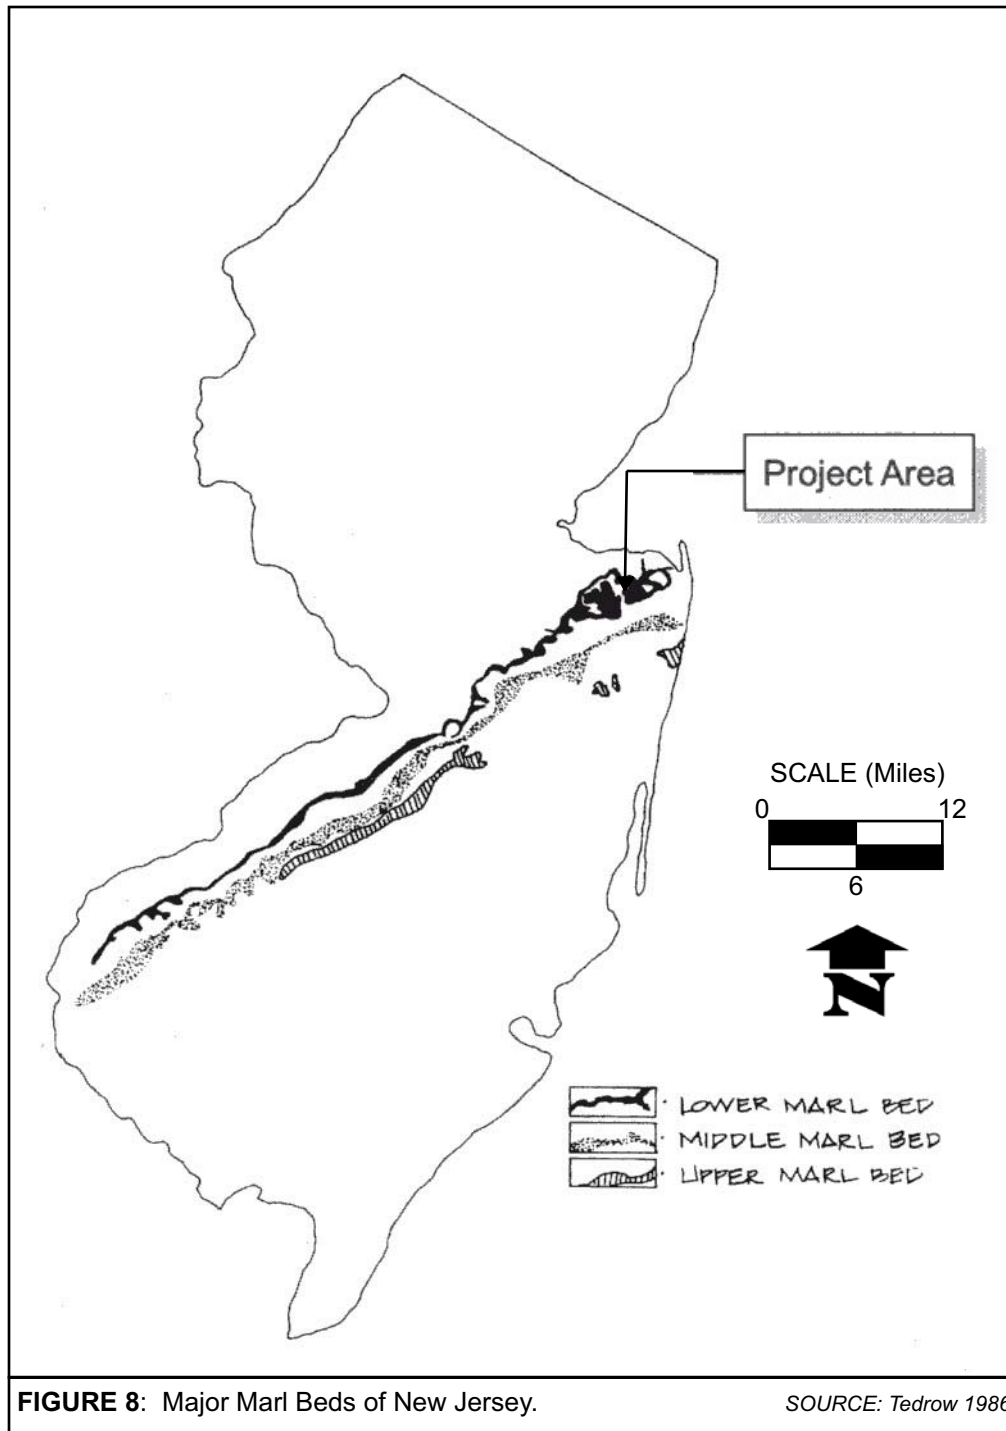 Project Area
SCALE (Miles)
0 12
6
N
LOWER MARL BED
MIDDLE MARL BED
UPPER MARL BED
FIGURE 8: Major Marl Beds of New Jersey.
SOURCE: Tedrow 1986